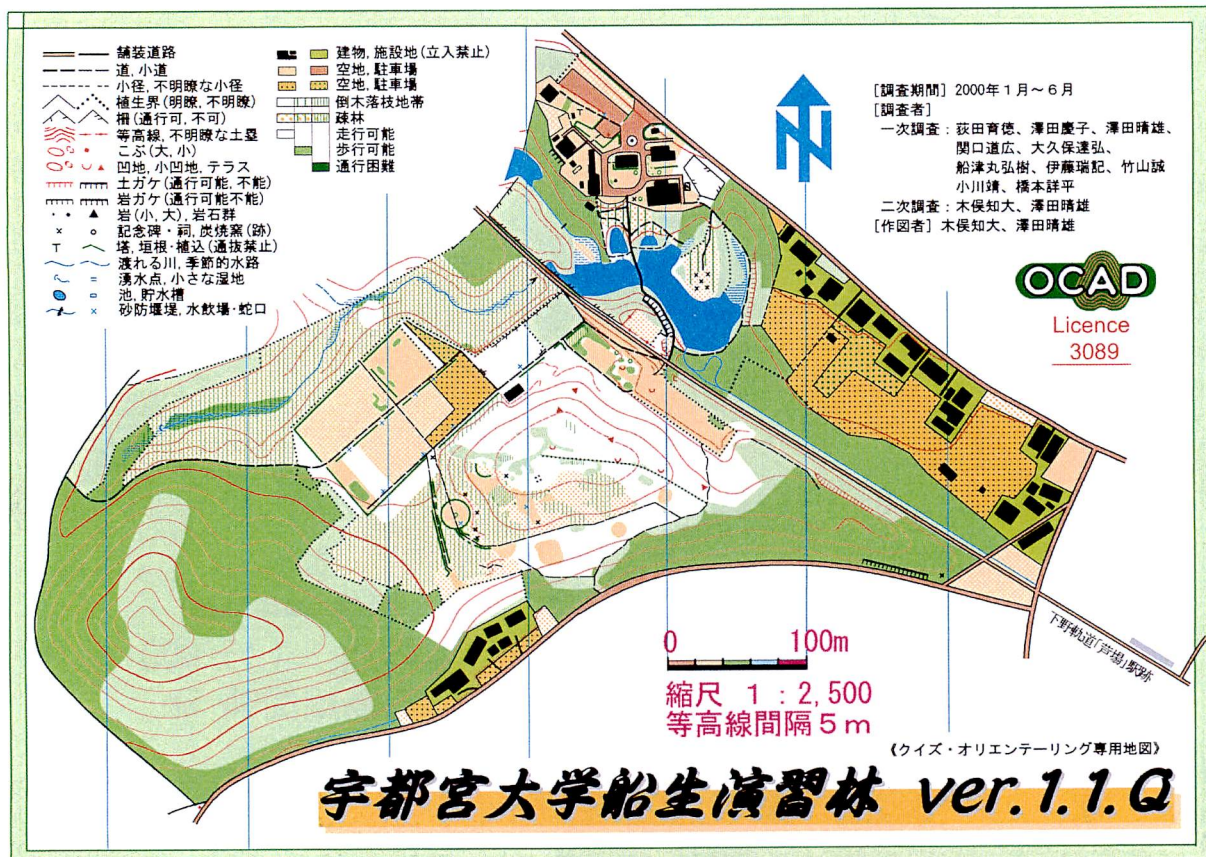 舗装道路
道, 小道
小径, 不明瞭な小径
植生界(明瞭, 不明瞭)
柵(通行可, 不可)
等高線, 不明瞭な土塁
こぶ(大, 小)
凹地, 小凹地, テラス
土ガケ(通行可能, 不能)
岩ガケ(通行可能不能)
岩(小, 大), 岩石群
記念碑・祠, 炭焼窯(跡)
塔, 垣根・植込(通抜禁止)
渡れる川, 季節的水路
湧水点, 小さな湿地
池, 貯水槽
砂防堰堤, 水飲場・蛇口
建物, 施設地(立入禁止)
空地, 駐車場
空地, 駐車場
倒木落枝地帯
疎林
走行可能
歩行可能
通行困難
N
[調査期間] 2000年1月～6月
[調査者]
一次調査:荻田育徳、澤田慶子、澤田晴雄、
関口道広、大久保達弘、
船津丸弘樹、伊藤瑞記、竹山誠
小川靖、橋本詳平
二次調査:木俣知大、澤田晴雄
[作図者] 木俣知大、澤田晴雄
OCAD
Licence
3089
下野軌道「芦場」駅跡
0 100m
縮尺 1:2,500
等高線間隔5m
《クイズ・オリエンテーリング専用地図》
宇都宮大学船生演習林 ver.1.1.Q